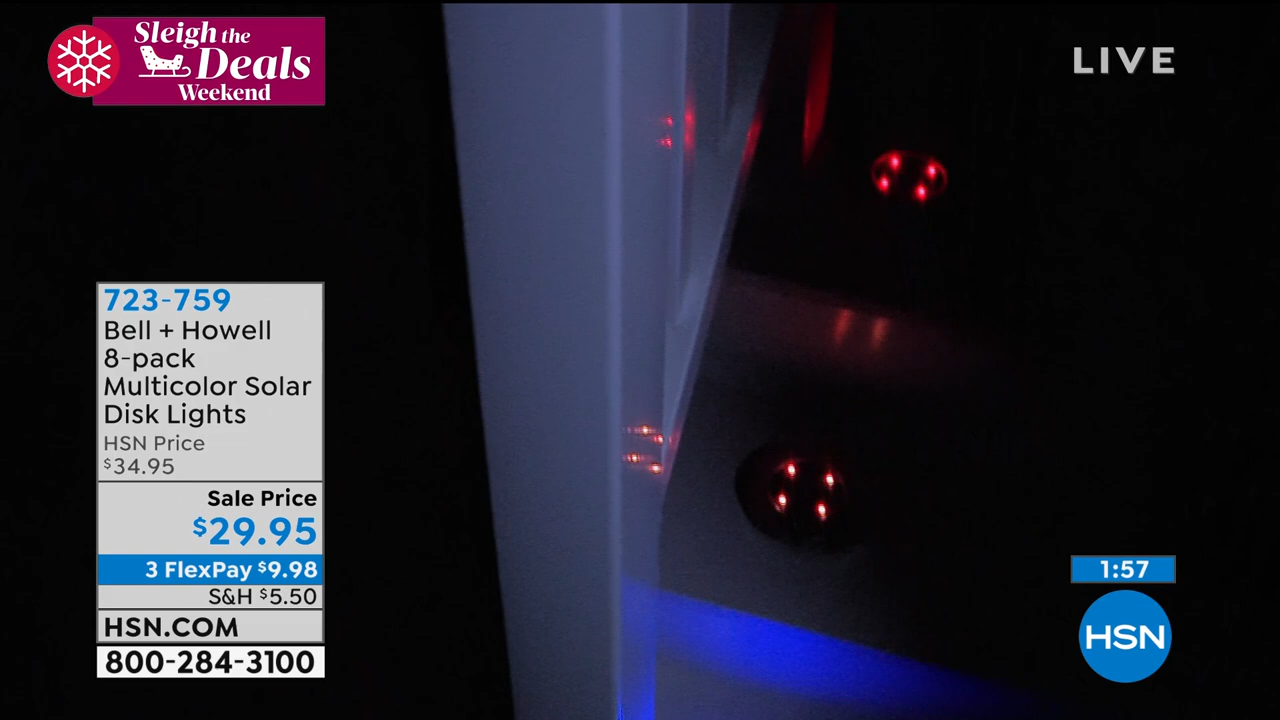 Sleigh the
Deals
Weekend
LIVE
723-759
Bell + Howell
8-pack
Multicolor Solar
Disk Lights
HSN Price
$34.95
Sale Price
$29.95
3 FlexPay $9.98
S&H $5.50
HSN.COM
800-284-3100
1:57
HSN